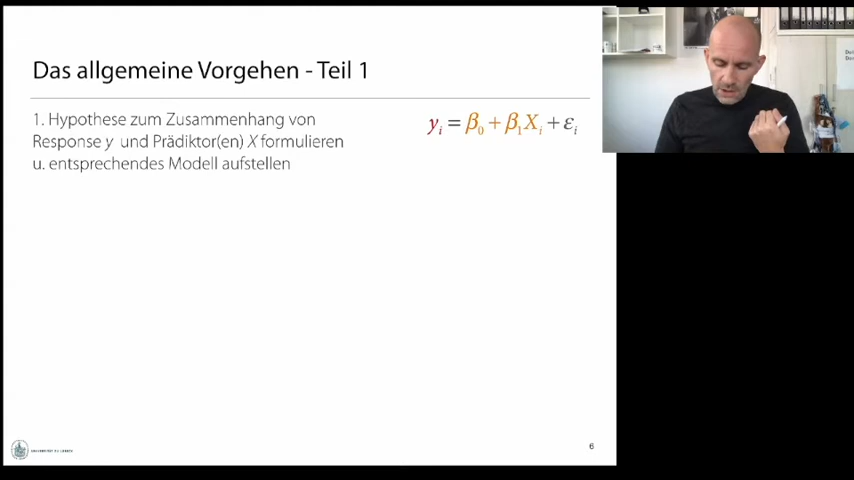 Das allgemeine Vorgehen - Teil 1
1. Hypothese zum Zusammenhang von
Response y und Prädiktor(en) X formulieren
u. entsprechendes Modell aufstellen
yᵢ = β₀ + β₁Xᵢ + εᵢ
6